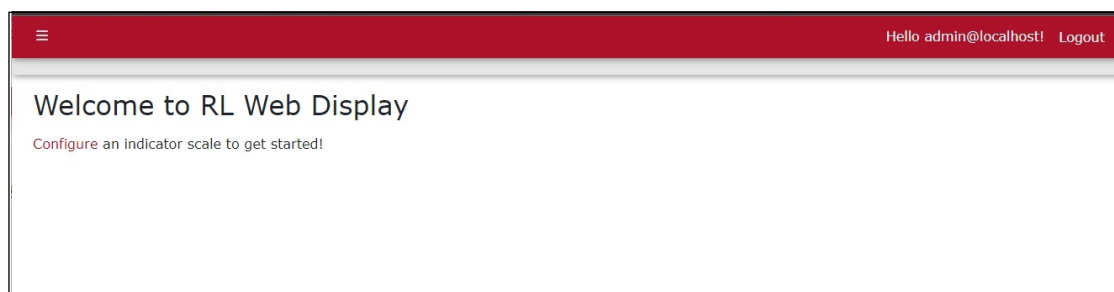 Hello admin@localhost! Logout
Welcome to RL Web Display
Configure an indicator scale to get started!